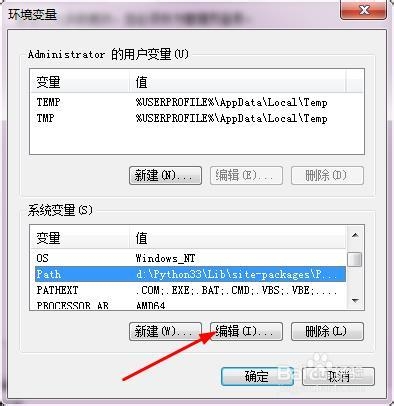 环境变量
Administrator 的用户变量(U)
变量 值
TEMP %USERPROFILE%\AppData\Local\Temp
TMP %USERPROFILE%\AppData\Local\Temp
新建(N)... 编辑(E)... 删除(D)
系统变量(S)
变量 值
OS Windows_NT
Path d:\Python33\Lib\site-packages\P...
PATHEXT .COM;.EXE;.BAT;.CMD;.VBS;.VBE;....
PROCESSOR_AR AMD64
新建(W)... 编辑(I)... 删除(L)
确定 取消